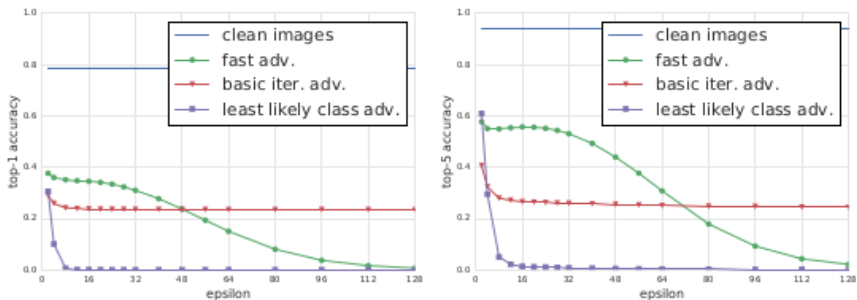 1.0
0.8
0.6
0.4
0.2
0.0
top-1 accuracy
clean images
fast adv.
basic iter. adv.
least likely class adv.
0 16 32 48 64 80 96 112 128
epsilon
1.0
0.8
0.6
0.4
0.2
0.0
top-5 accuracy
clean images
fast adv.
basic iter. adv.
least likely class adv.
0 16 32 48 64 80 96 112 128
epsilon